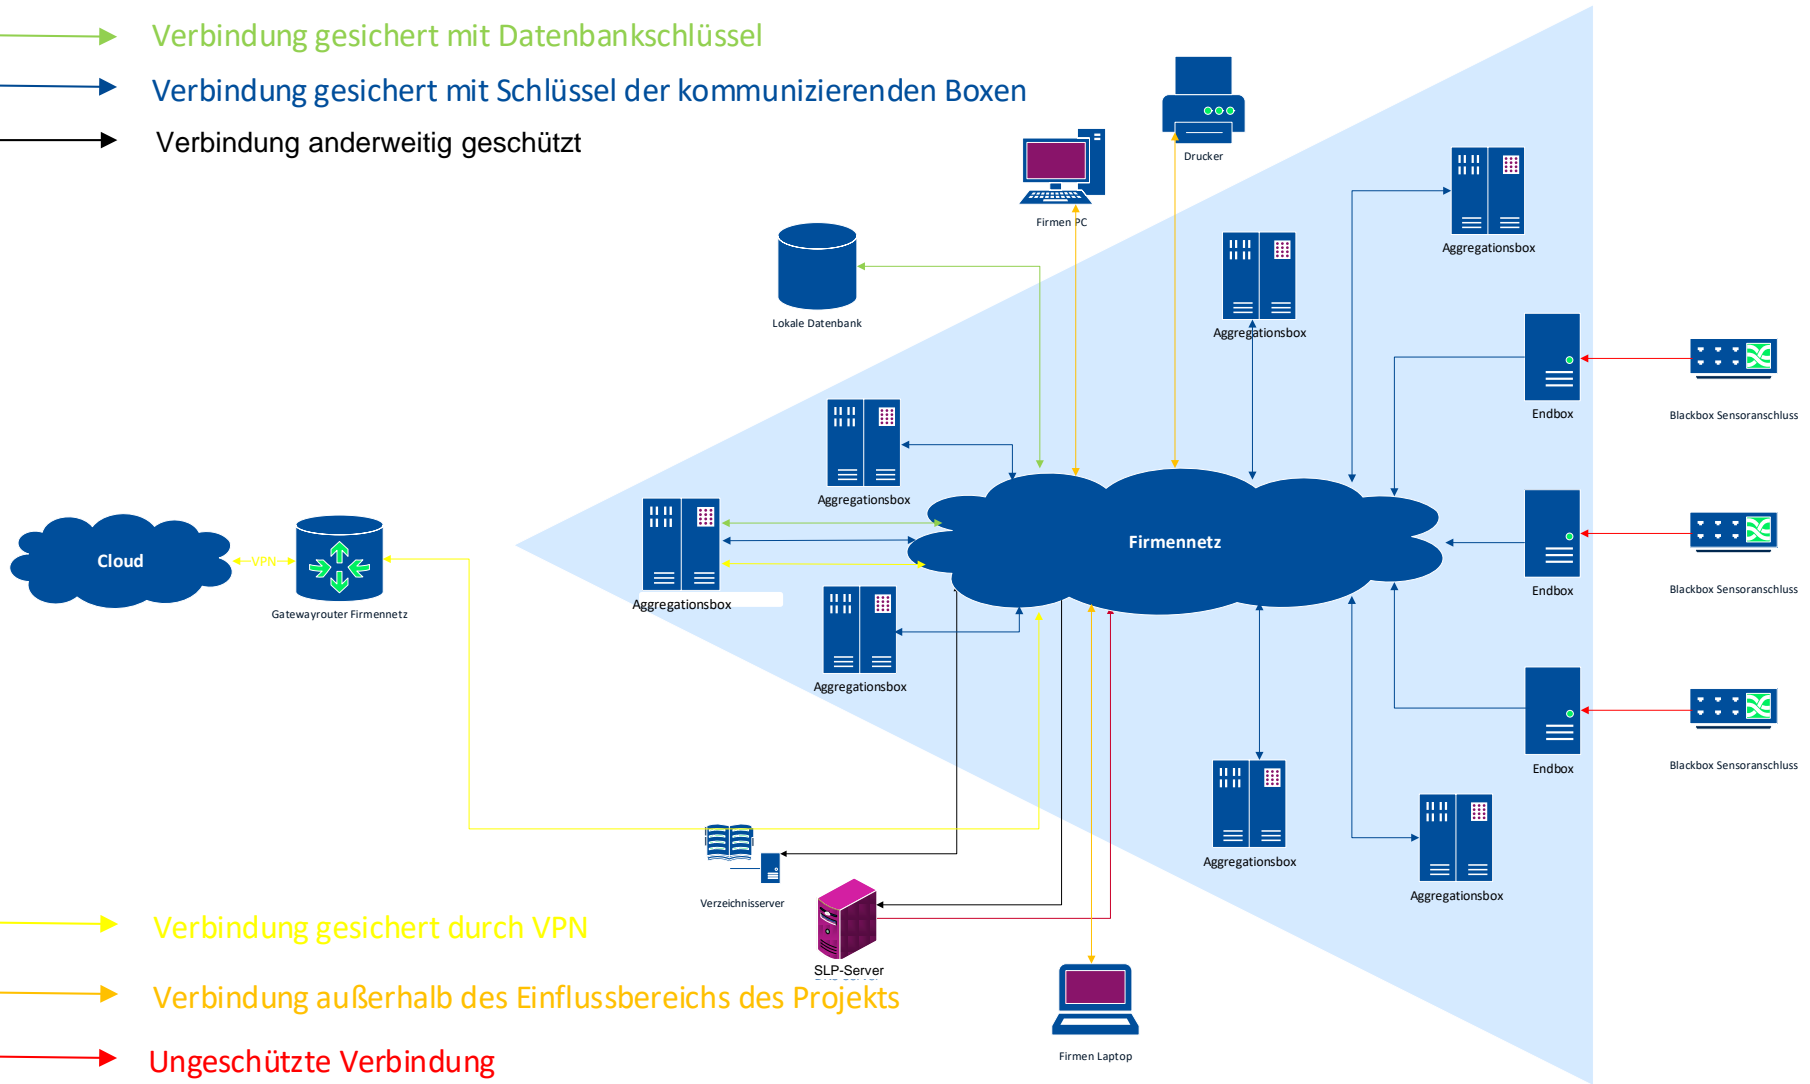 Verbindung gesichert mit Datenbankschlüssel
Verbindung gesichert mit Schlüssel der kommunizierenden Boxen
Verbindung anderweitig geschützt
Drucker
Firmen PC
Aggregationsbox
Lokale Datenbank
Aggregationsbox
Endbox
Blackbox Sensoranschluss
Aggregationsbox
Firmennetz
Cloud
VPN
Gatewayrouter Firmennetz
Aggregationsbox
Endbox
Blackbox Sensoranschluss
Aggregationsbox
Endbox
Blackbox Sensoranschluss
Aggregationsbox
Aggregationsbox
Verzeichnisserver
SLP-Server
Firmen Laptop
Verbindung gesichert durch VPN
Verbindung außerhalb des Einflussbereichs des Projekts
Ungeschützte Verbindung